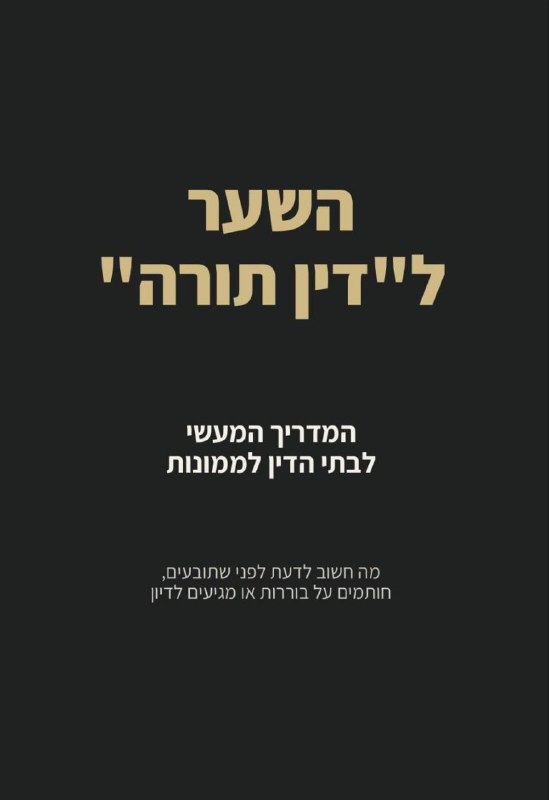 השער
ל"דין תורה"
המדריך המעשי
לבתי הדין לממונות
מה חשוב לדעת לפני שתובעים,
חותמים על בוררות או מגיעים לדיון